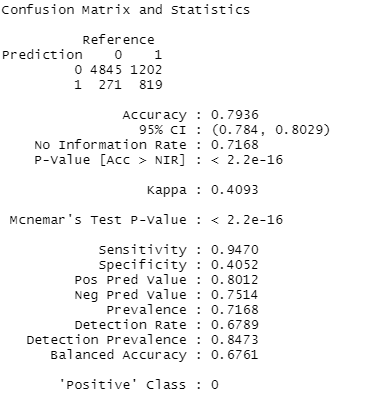 Confusion Matrix and Statistics
Reference
Prediction 0 1
0 4845 1202
1 271 819
Accuracy : 0.7936
95% CI : (0.784, 0.8029)
No Information Rate : 0.7168
P-Value [Acc > NIR] : < 2.2e-16
Kappa : 0.4093
Mcnemar's Test P-Value : < 2.2e-16
Sensitivity : 0.9470
Specificity : 0.4052
Pos Pred Value : 0.8012
Neg Pred Value : 0.7514
Prevalence : 0.7168
Detection Rate : 0.6789
Detection Prevalence : 0.8473
Balanced Accuracy : 0.6761
'Positive' Class : 0